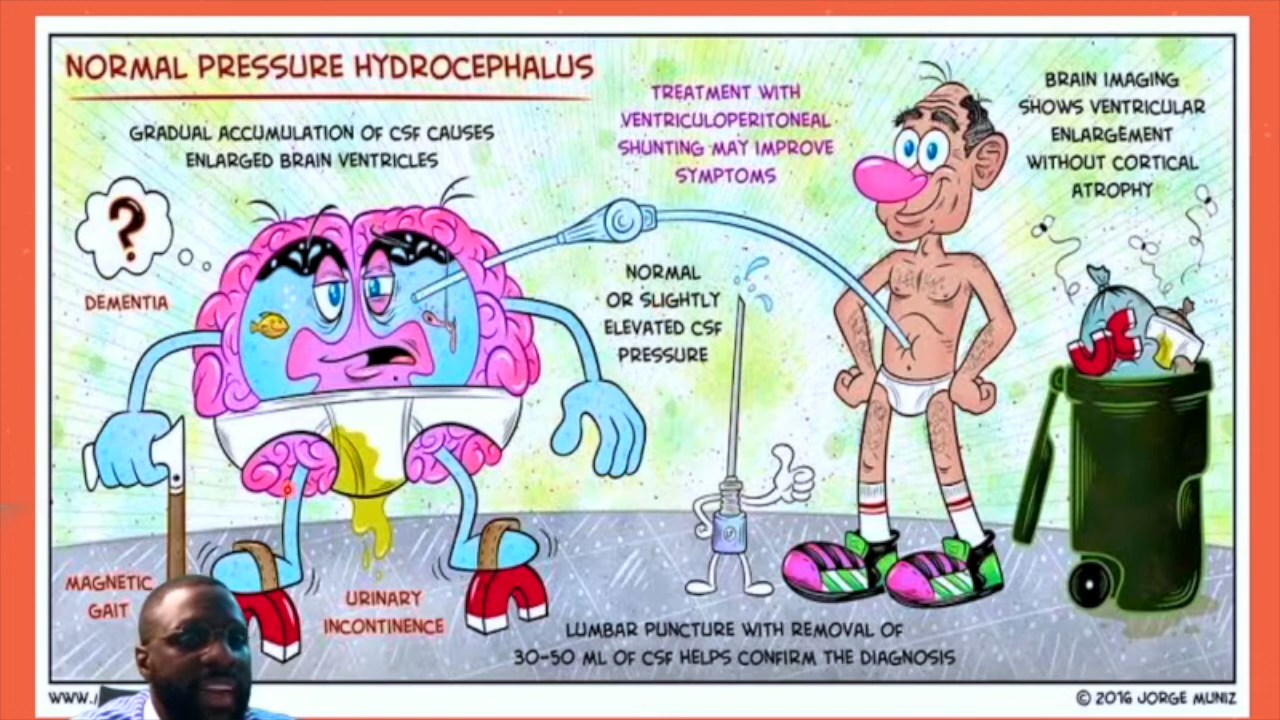 NORMAL PRESSURE HYDROCEPHALUS
GRADUAL ACCUMULATION OF CSF CAUSES
ENLARGED BRAIN VENTRICLES
?
DEMENTIA
TREATMENT WITH
VENTRICULOPERITONEAL
SHUNTING MAY IMPROVE
SYMPTOMS
BRAIN IMAGING
SHOWS VENTRICULAR
ENLARGEMENT
WITHOUT CORTICAL
ATROPHY
NORMAL
OR SLIGHTLY
ELEVATED CSF
PRESSURE
MAGNETIC
GAIT
URINARY
INCONTINENCE
LUMBAR PUNCTURE WITH REMOVAL OF
30-50 ML OF CSF HELPS CONFIRM THE DIAGNOSIS
WWW.
© 2016 JORGE MUNIZ